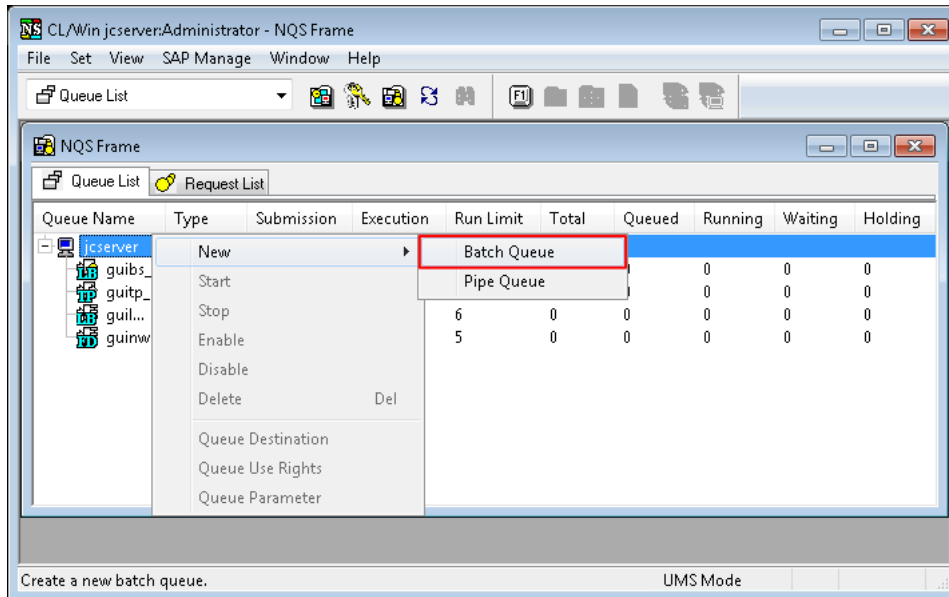 CL/Win jcserver:Administrator - NQS Frame
File Set View SAP Manage Window Help
Queue List
F1
NQS Frame
Queue List Request List
Queue Name Type Submission Execution Run Limit Total Queued Running Waiting Holding
jcserver
guibs_ 0 0 0
guitp_ 0 0 0
guil... 6 0 0 0 0 0
guinw 5 0 0 0 0 0
New
Start
Stop
Enable
Disable
Delete Del
Queue Destination
Queue Use Rights
Queue Parameter
Batch Queue
Pipe Queue
Create a new batch queue. UMS Mode